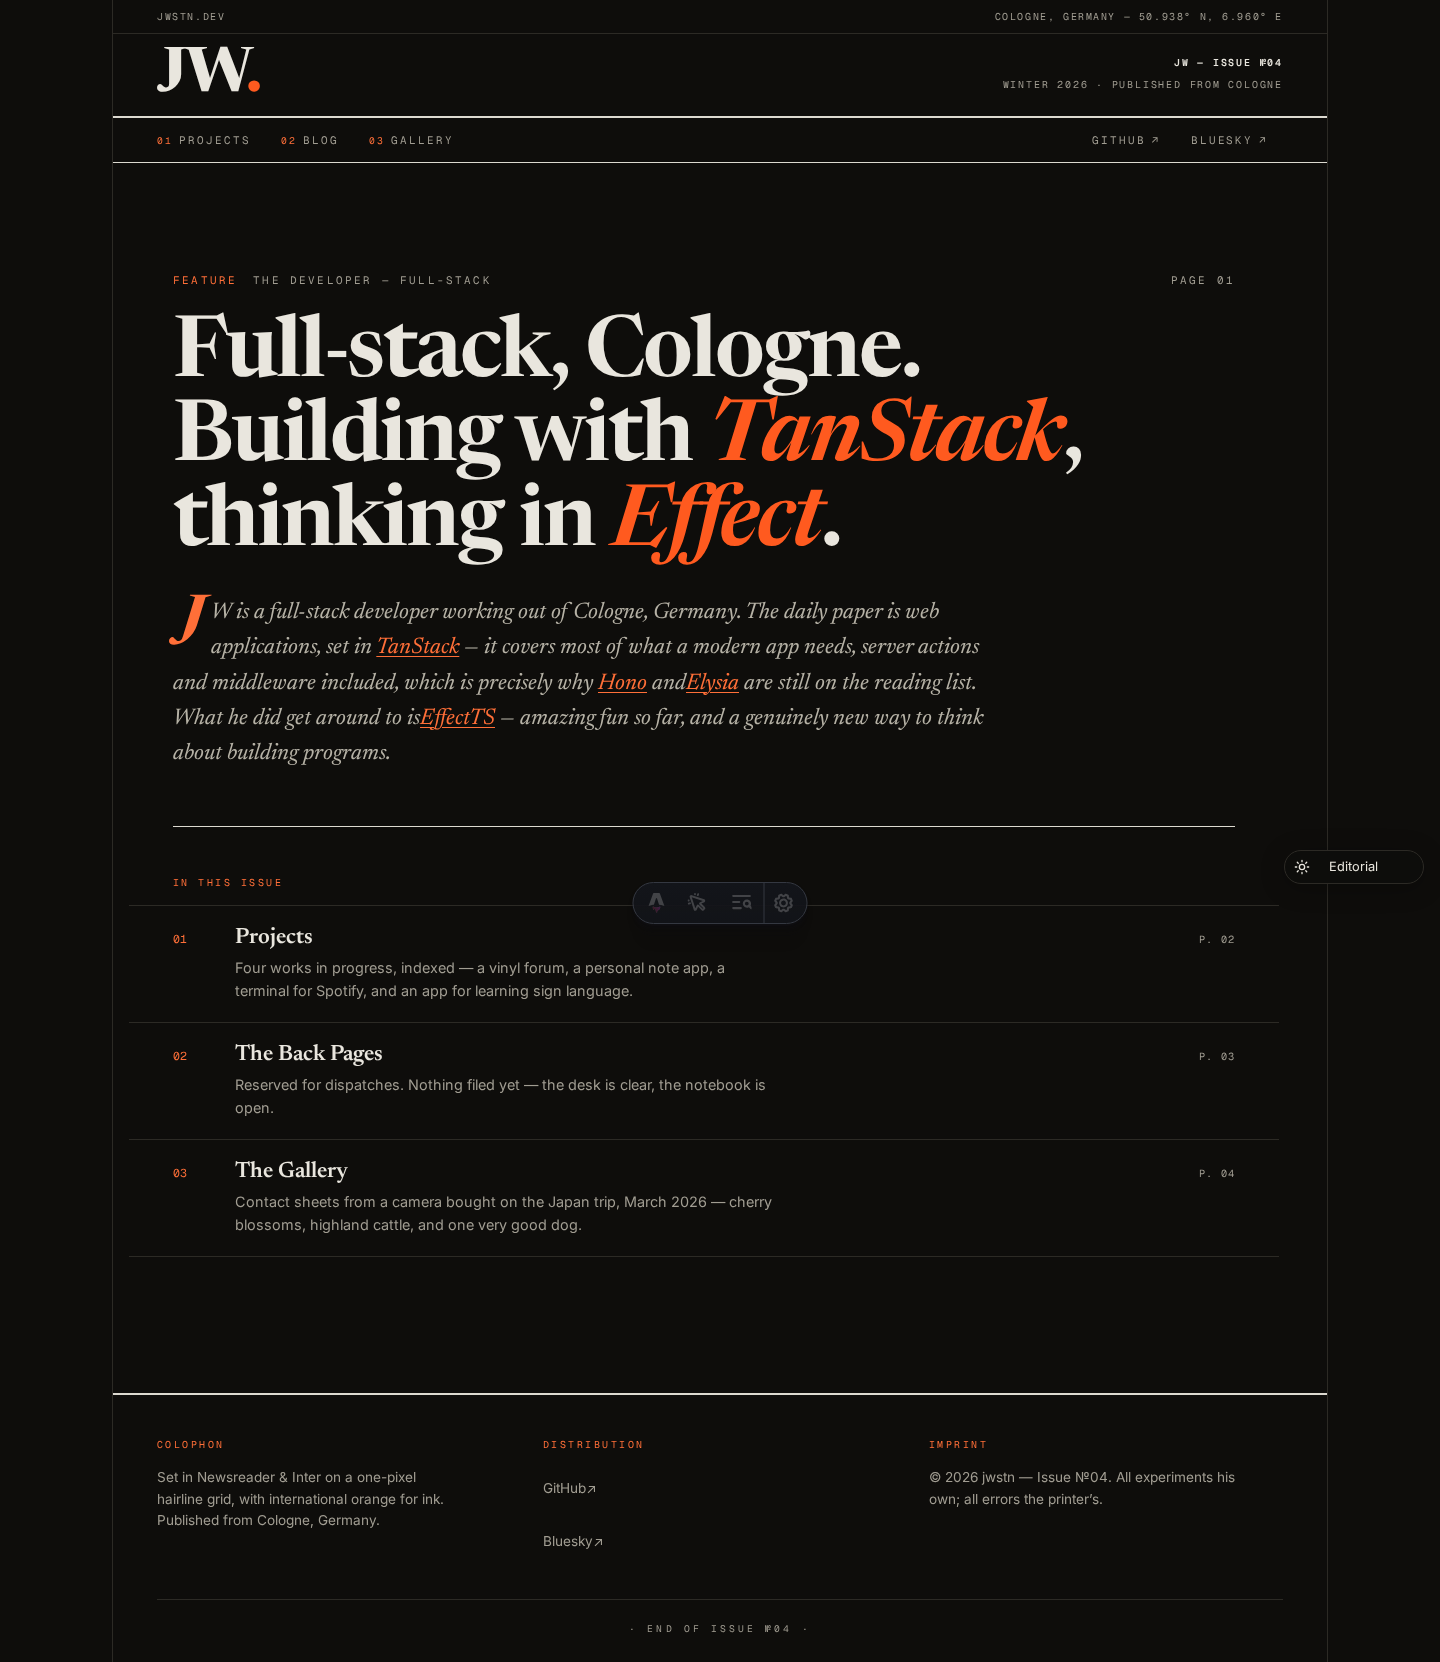 JWSTN.DEV
COLOGNE, GERMANY — 50.938° N, 6.960° E
JW.
JW — ISSUE №04
WINTER 2026 · PUBLISHED FROM COLOGNE
01 PROJECTS 02 BLOG 03 GALLERY
GITHUB ↗ BLUESKY ↗
FEATURE THE DEVELOPER — FULL-STACK
PAGE 01
Full-stack, Cologne.
Building with TanStack,
thinking in Effect.
JW is a full-stack developer working out of Cologne, Germany. The daily paper is web
applications, set in TanStack — it covers most of what a modern app needs, server actions
and middleware included, which is precisely why Hono andElysia are still on the reading list.
What he did get around to isEffectTS — amazing fun so far, and a genuinely new way to think
about building programs.
Editorial
IN THIS ISSUE
01 Projects P. 02
Four works in progress, indexed — a vinyl forum, a personal note app, a
terminal for Spotify, and an app for learning sign language.
02 The Back Pages P. 03
Reserved for dispatches. Nothing filed yet — the desk is clear, the notebook is
open.
03 The Gallery P. 04
Contact sheets from a camera bought on the Japan trip, March 2026 — cherry
blossoms, highland cattle, and one very good dog.
COLOPHON
Set in Newsreader & Inter on a one-pixel
hairline grid, with international orange for ink.
Published from Cologne, Germany.
DISTRIBUTION
GitHub↗
Bluesky↗
IMPRINT
© 2026 jwstn — Issue №04. All experiments his
own; all errors the printer’s.
· END OF ISSUE №04 ·